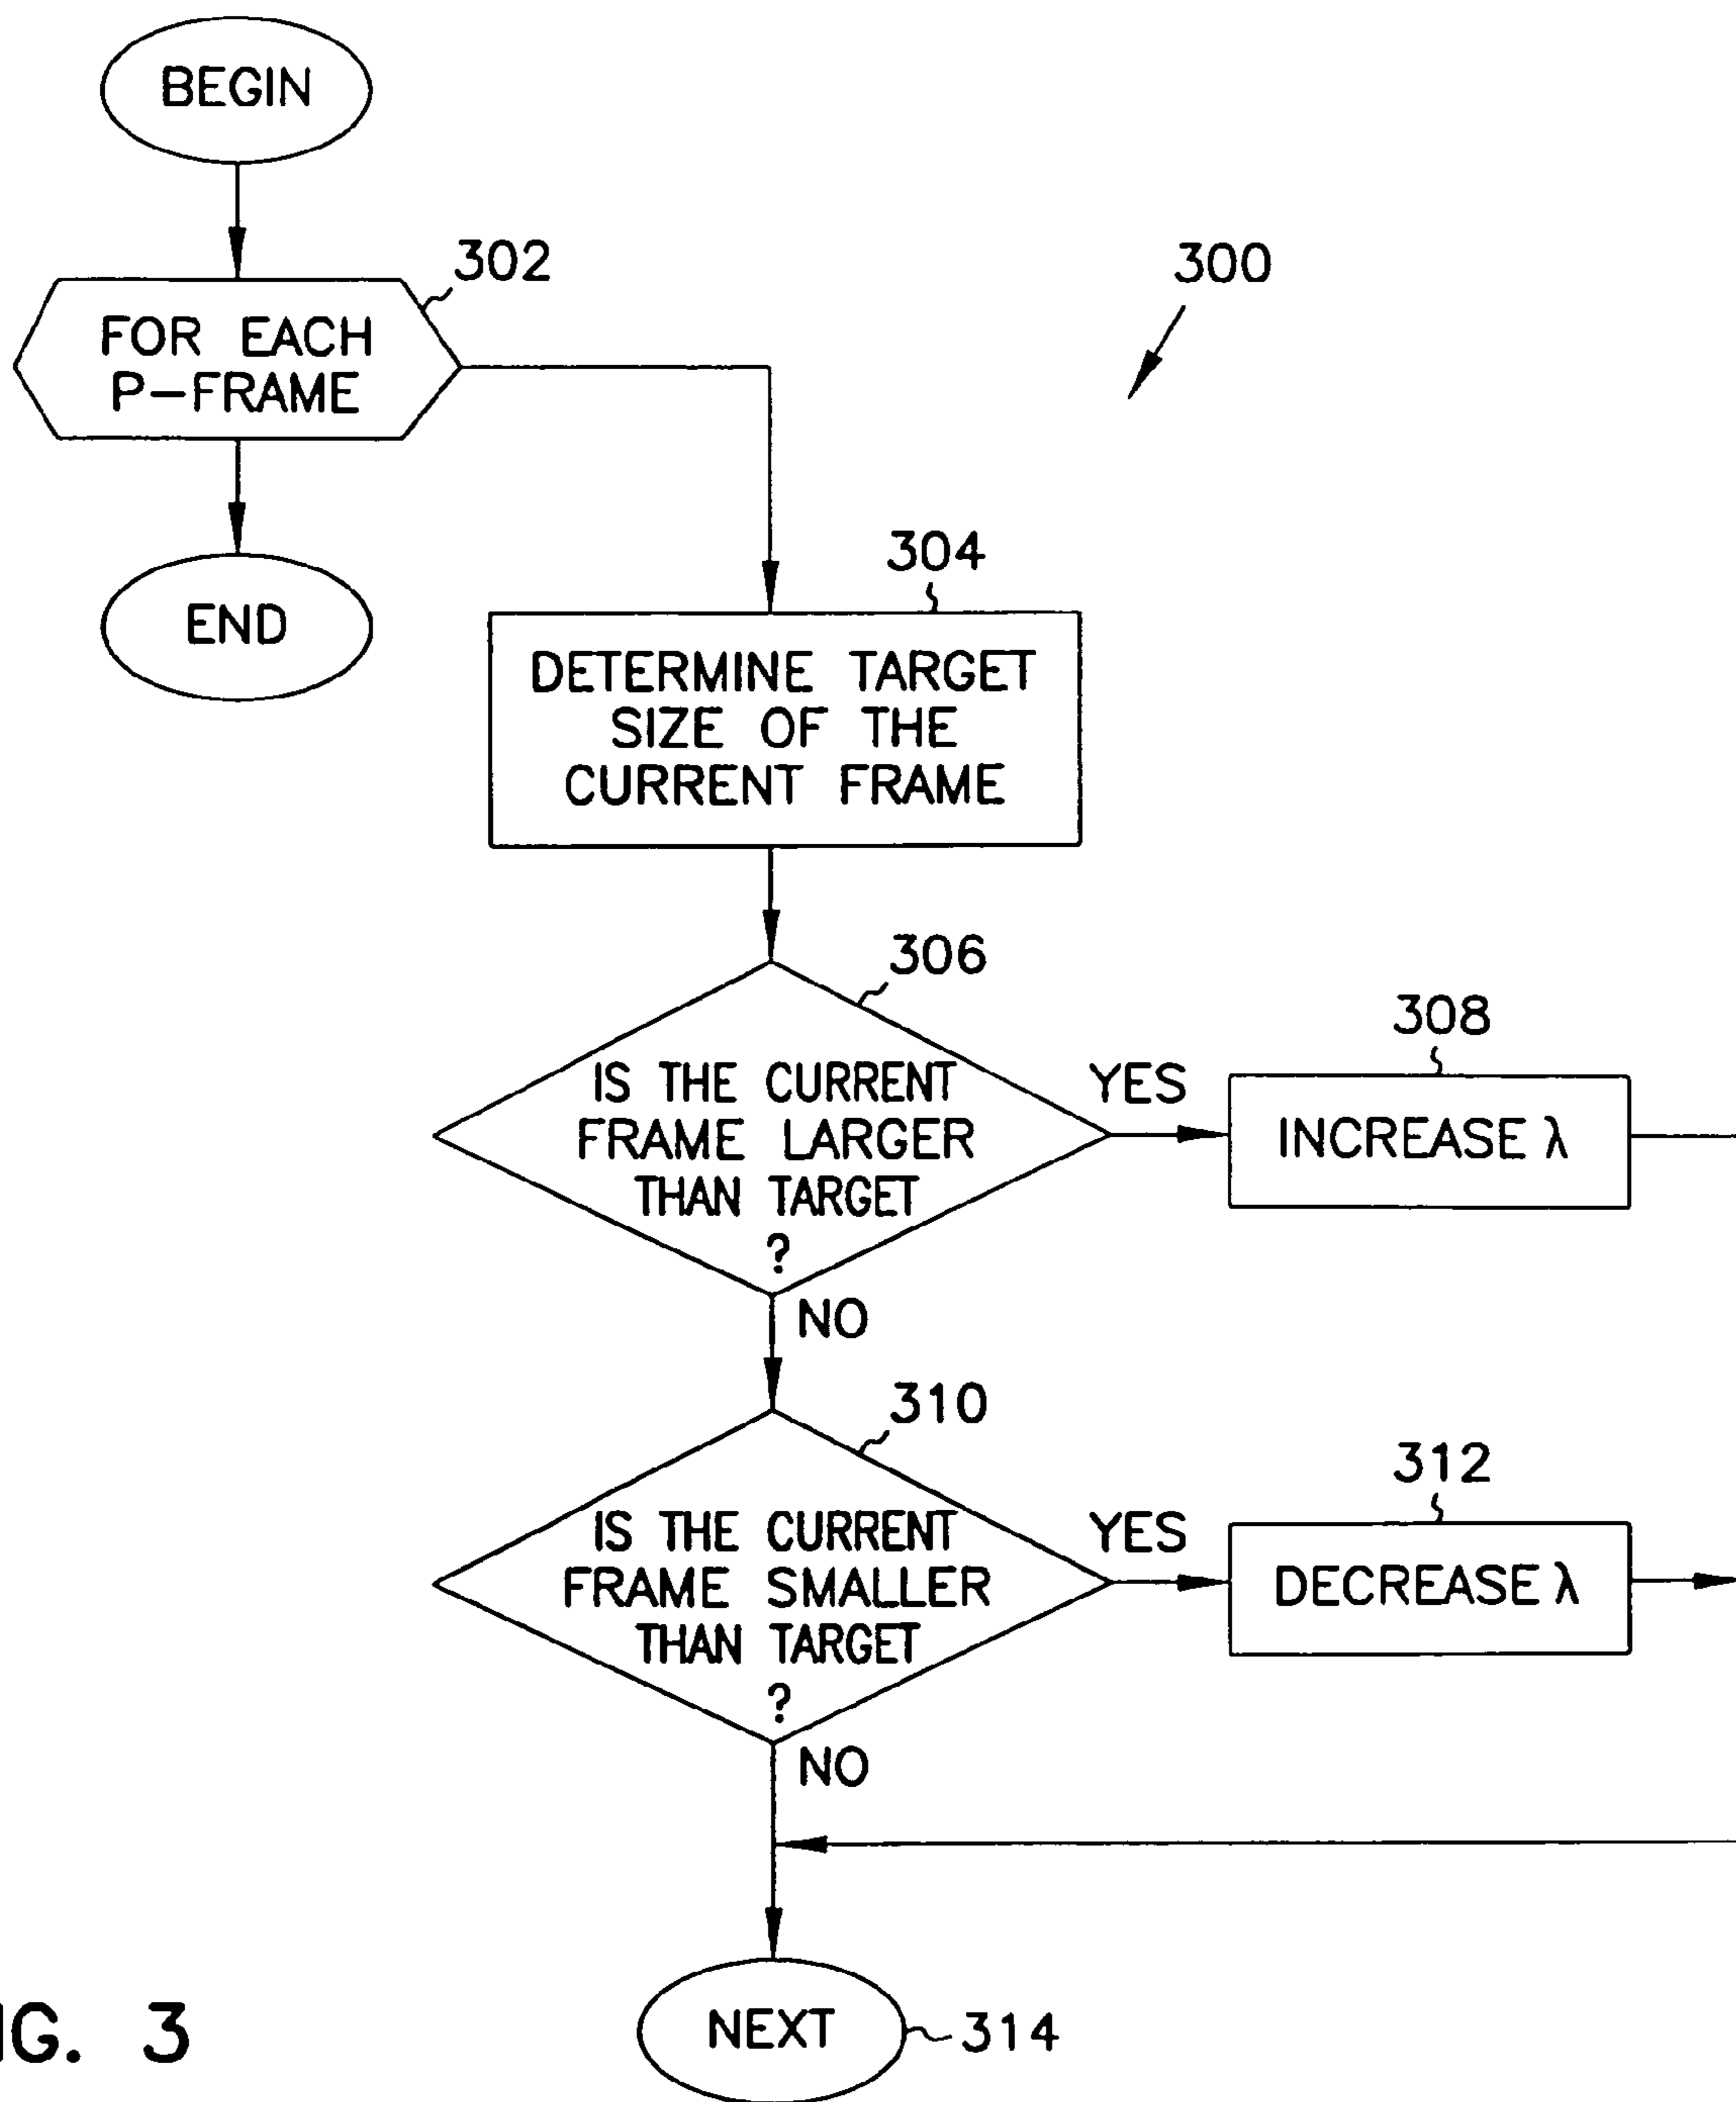 BEGIN
302
300
FOR EACH
P-FRAME
END
304
DETERMINE TARGET
SIZE OF THE
CURRENT FRAME
306
IS THE CURRENT
FRAME LARGER
THAN TARGET
?
YES
308
INCREASE λ
NO
310
IS THE CURRENT
FRAME SMALLER
THAN TARGET
?
YES
312
DECREASE λ
NO
NEXT
314
G. 3